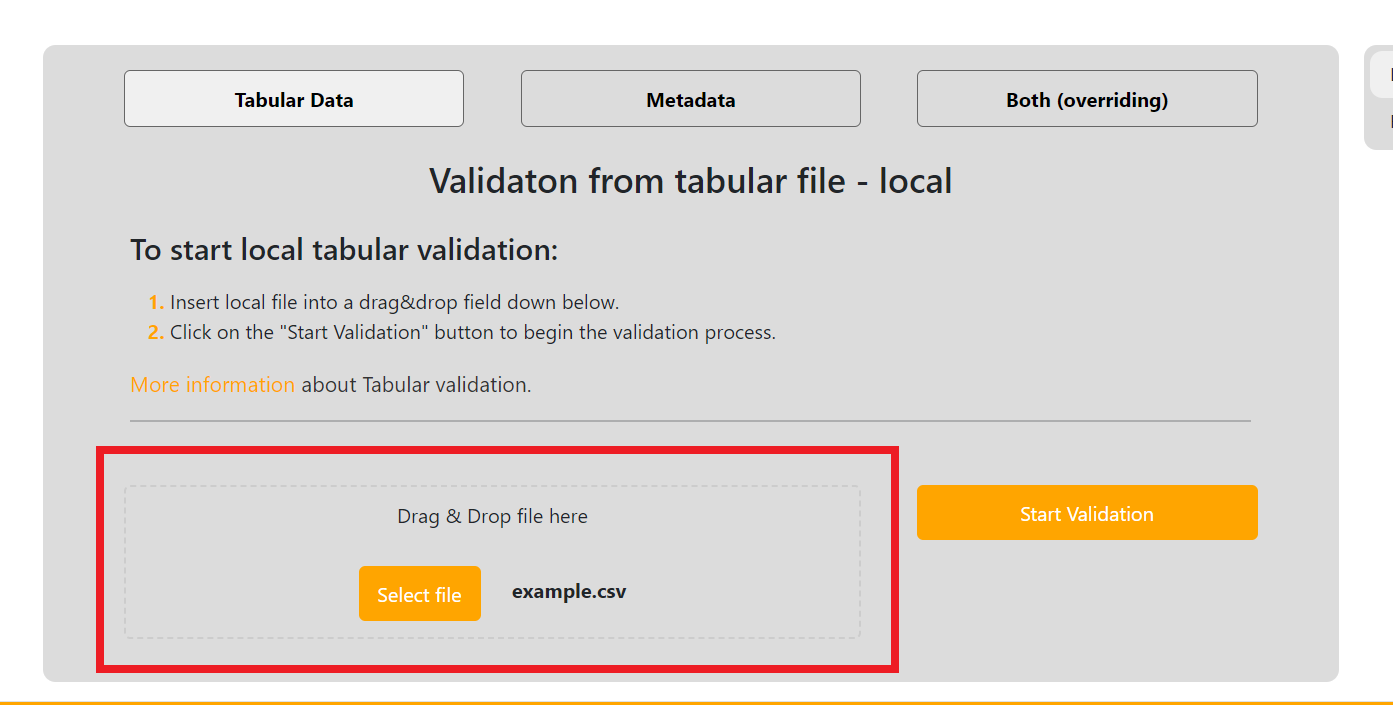 Tabular Data
Metadata
Both (overriding)
Validaton from tabular file - local
To start local tabular validation:
1. Insert local file into a drag&drop field down below.
2. Click on the "Start Validation" button to begin the validation process.
More information about Tabular validation.
Drag & Drop file here
Start Validation
Select file
example.csv